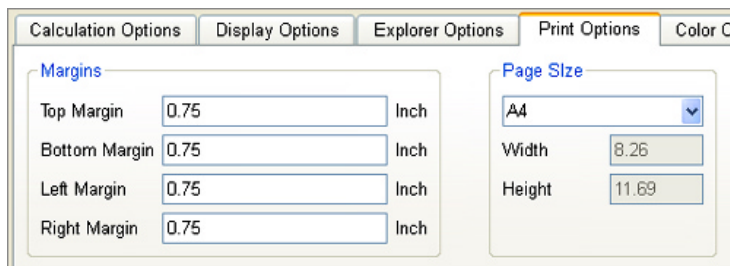 Calculation Options Display Options Explorer Options Print Options Color
Margins Page SIze
Top Margin 0.75 Inch A4
Bottom Margin 0.75 Inch Width 8.26
Left Margin 0.75 Inch Height 11.69
Right Margin 0.75 Inch